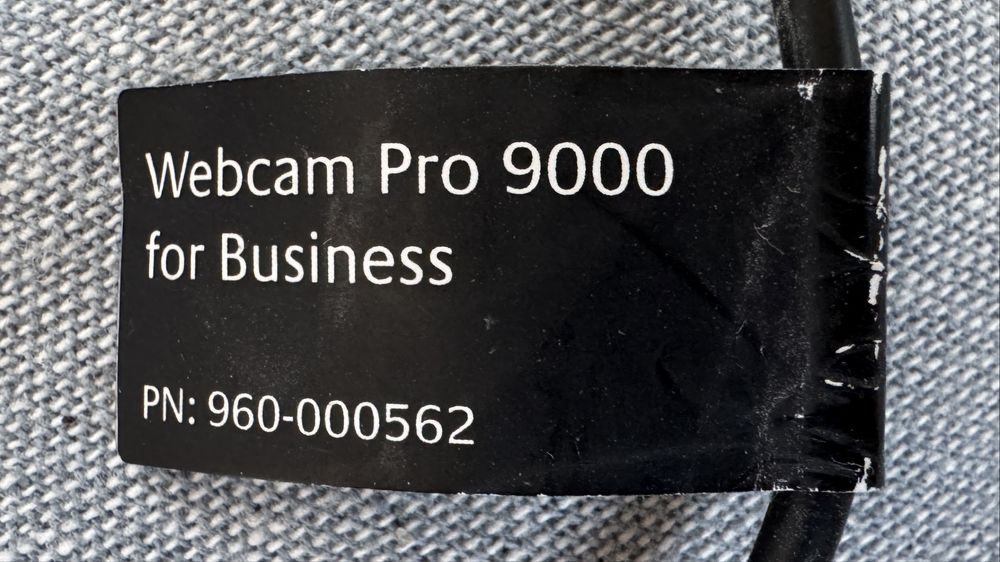 Webcam Pro 9000
for Business
PN: 960-000562